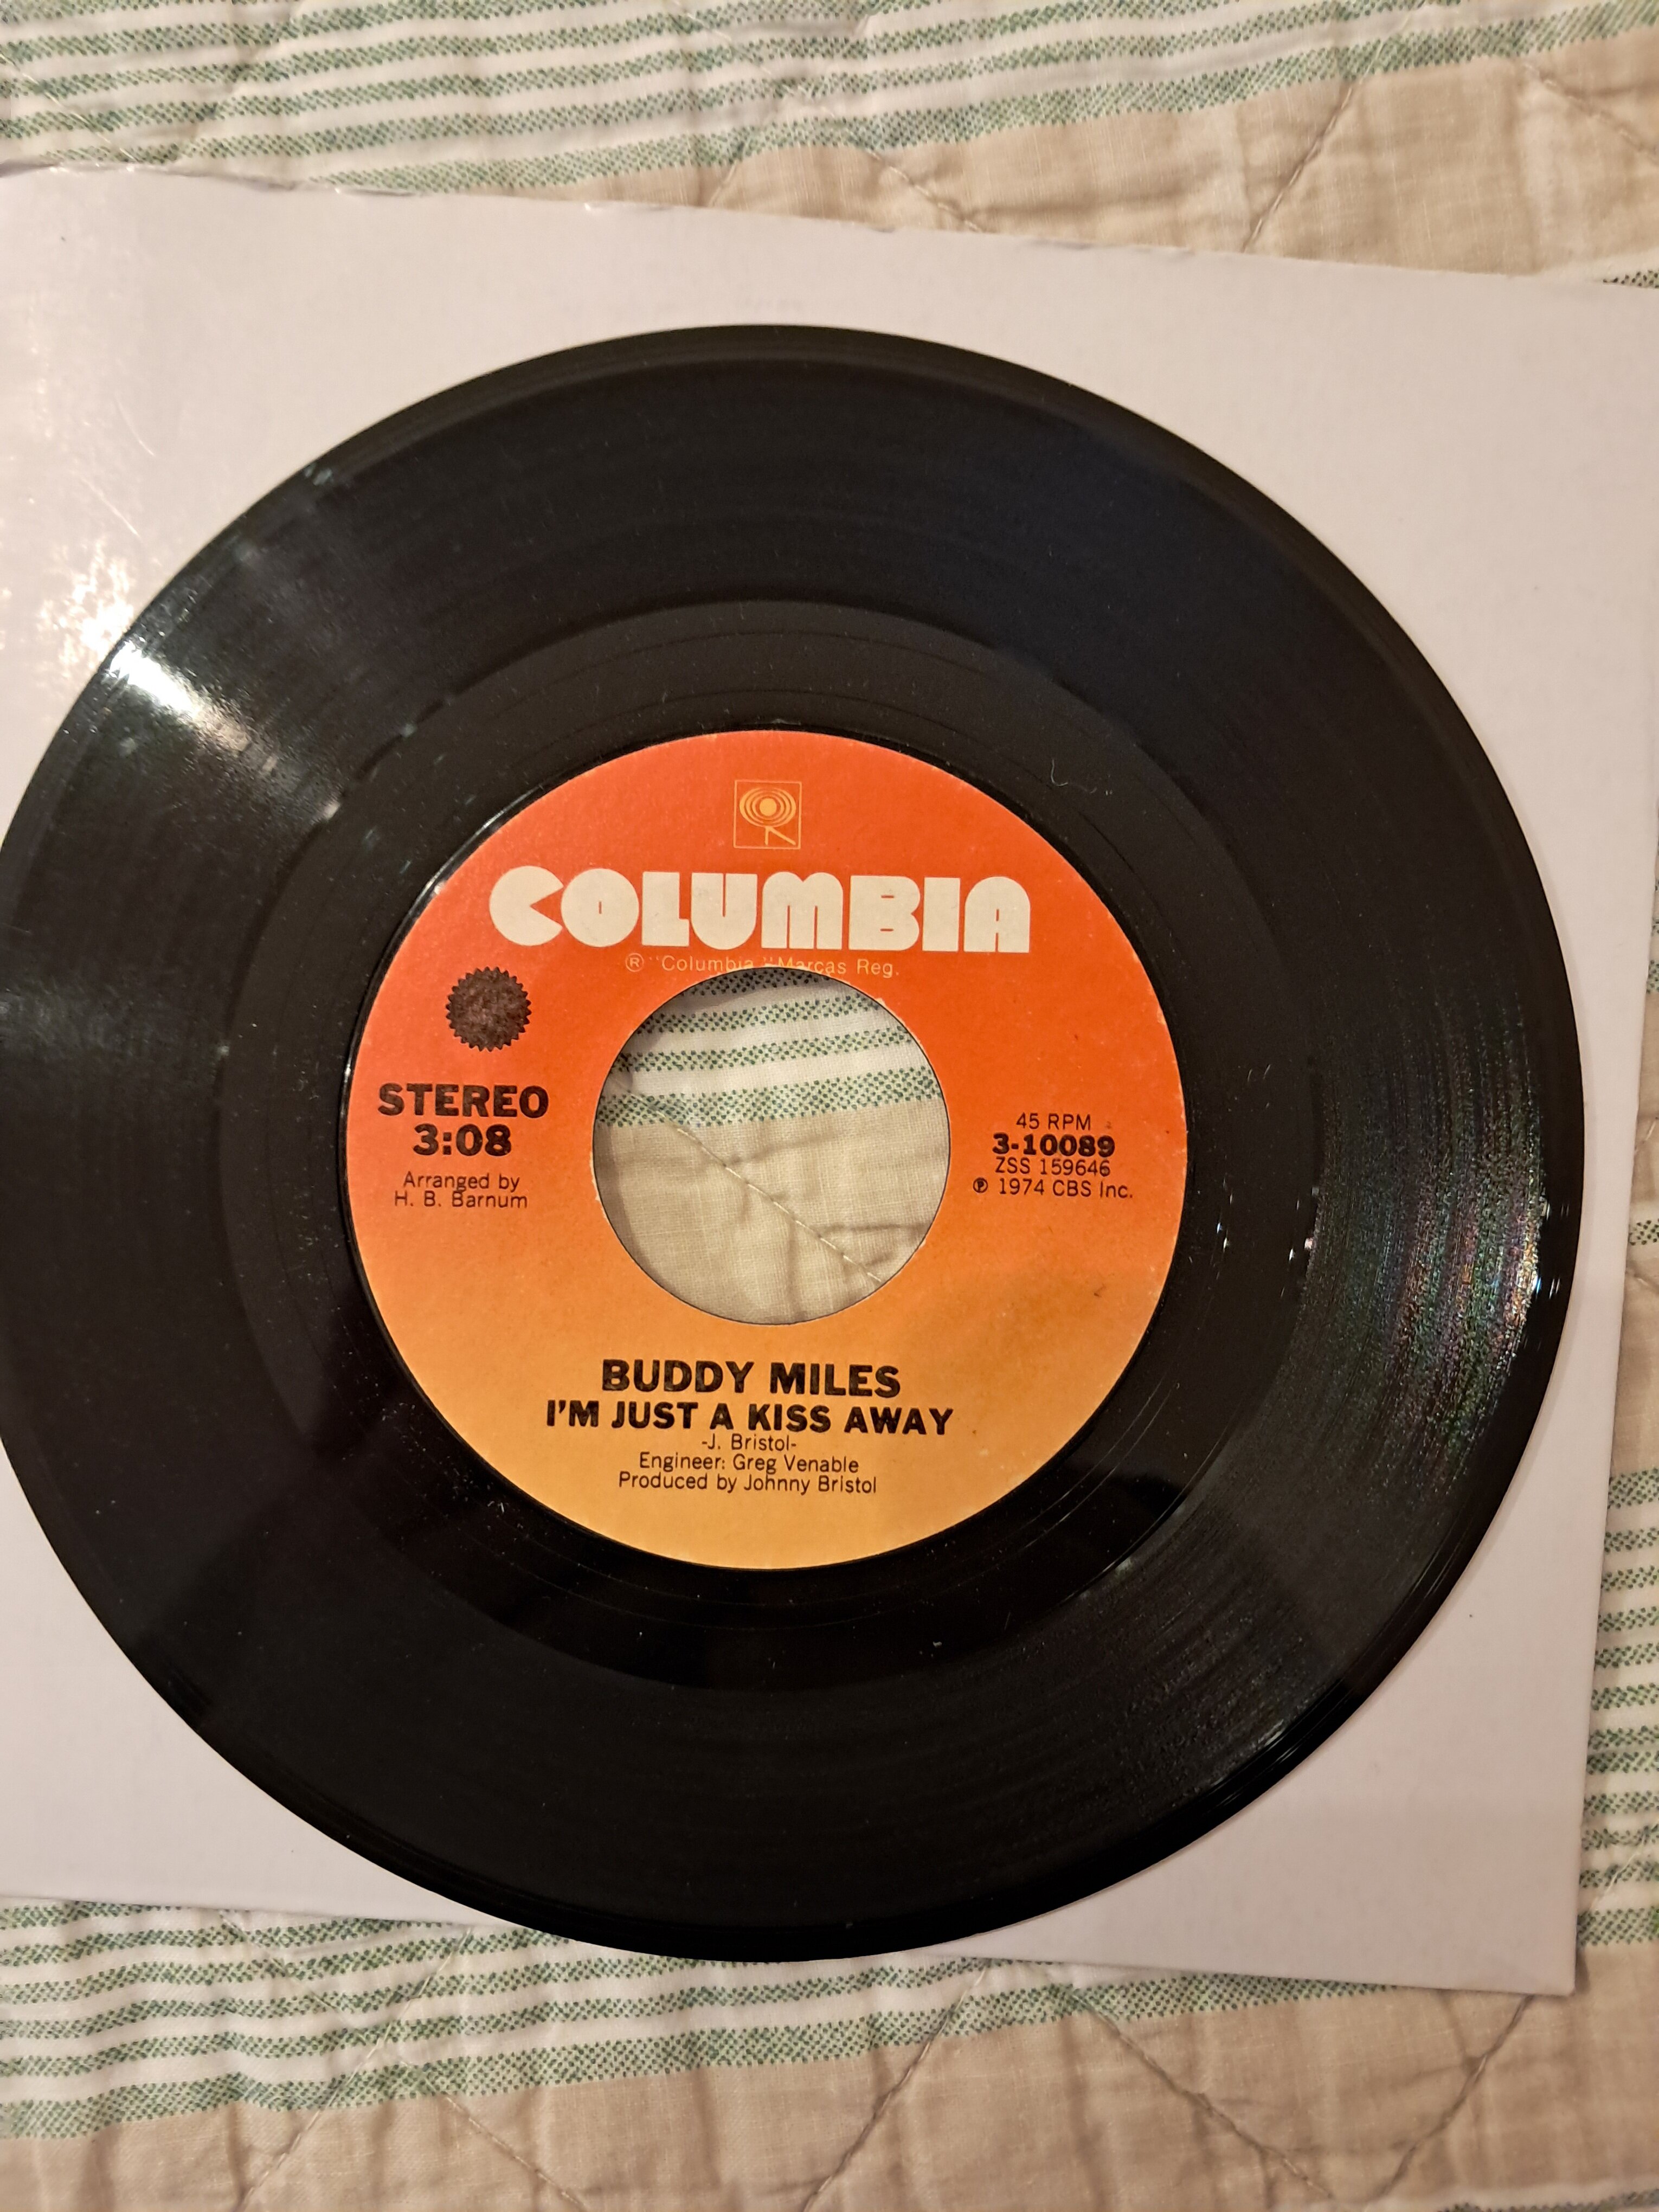 COLUMBIA
® "Columbia," Marcas Reg.
STEREO
3:08
Arranged by
H. B. Barnum
45 RPM
3-10089
ZSS 159646
℗ 1974 CBS Inc.
BUDDY MILES
I'M JUST A KISS AWAY
-J. Bristol-
Engineer: Greg Venable
Produced by Johnny Bristol